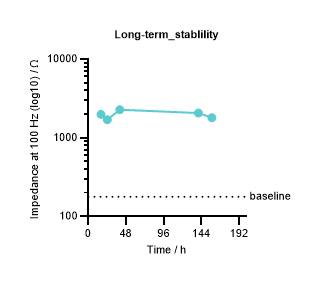 Long-term_stablility
Impedance at 100 Hz (log10) / Ω
10000
1000
100
baseline
0 48 96 144 192
Time / h